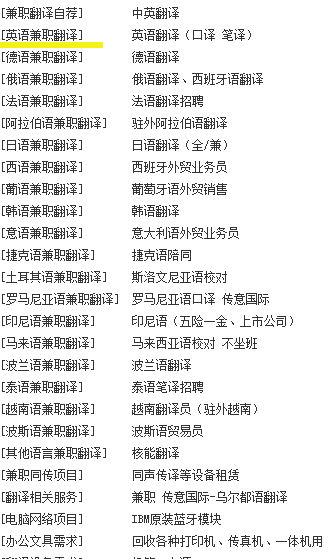 [兼职翻译自荐] 中英翻译
[英语兼职翻译] 英语翻译（口译 笔译）
[德语兼职翻译] 德语翻译
[俄语兼职翻译] 俄语翻译、西班牙语翻译
[法语兼职翻译] 法语翻译招聘
[阿拉伯语兼职翻译] 驻外阿拉伯语翻译
[日语兼职翻译] 日语翻译（全/兼）
[西语兼职翻译] 西班牙外贸业务员
[葡语兼职翻译] 葡萄牙语外贸销售
[韩语兼职翻译] 韩语翻译
[意语兼职翻译] 意大利语外贸业务员
[捷克语兼职翻译] 捷克语陪同
[土耳其语兼职翻译] 斯洛文尼亚语校对
[罗马尼亚语兼职翻译] 罗马尼亚语口译 传意国际
[印尼语兼职翻译] 印尼语（五险一金、上市公司）
[马来语兼职翻译] 马来西亚语校对 不坐班
[波兰语兼职翻译] 波兰语翻译
[泰语兼职翻译] 泰语笔译招聘
[越南语兼职翻译] 越南翻译员（驻外越南）
[波斯语兼职翻译] 波斯语贸易员
[其他语言兼职翻译] 核能翻译
[兼职同传项目] 同声传译等设备租赁
[翻译相关服务] 兼职 传意国际-乌尔都语翻译
[电脑网络项目] IBM原装蓝牙模块
[办公文具需求] 回收各种打印机、传真机、一体机用